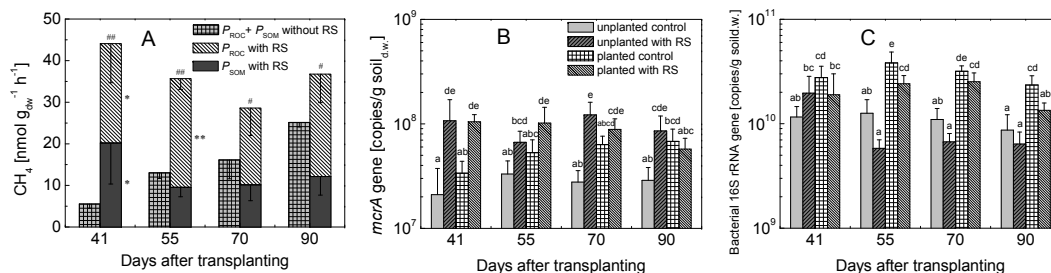 50
40
30
20
10
0
CH4 [nmol gdw-1 h-1]
A
PROC+ PSOM without RS
PROC with RS
PSOM with RS
##
*
*
##
**
#
#
41 55 70 90
Days after transplanting
10^9
10^8
10^7
mcrA gene [copies/g soild.w.]
B
unplanted control
unplanted with RS
planted control
planted with RS
a de ab de
ab bcd abc de
ab e abcd cde
ab cde abc abc
41 55 70 90
Days after transplanting
10^11
10^10
10^9
Bacterial 16S rRNA gene [copies/g soild.w.]
C
ab bc cd bc
ab a e cd
ab a de cd
a a cd ab
41 55 70 90
Days after transplanting